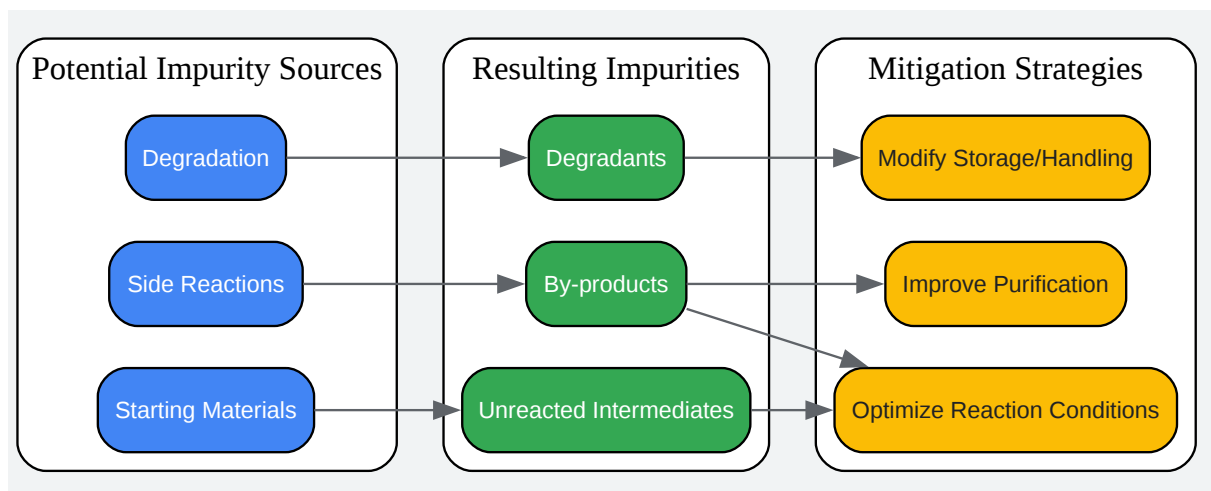 Potential Impurity Sources
Degradation
Side Reactions
Starting Materials
Resulting Impurities
Degradants
By-products
Unreacted Intermediates
Mitigation Strategies
Modify Storage/Handling
Improve Purification
Optimize Reaction Conditions